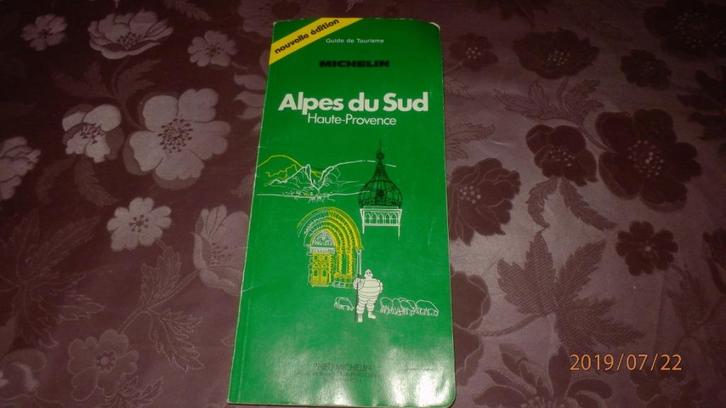 nouvelle édition
Guide de Tourisme
MICHELIN
Alpes du Sud
Haute-Provence
2019/07/22